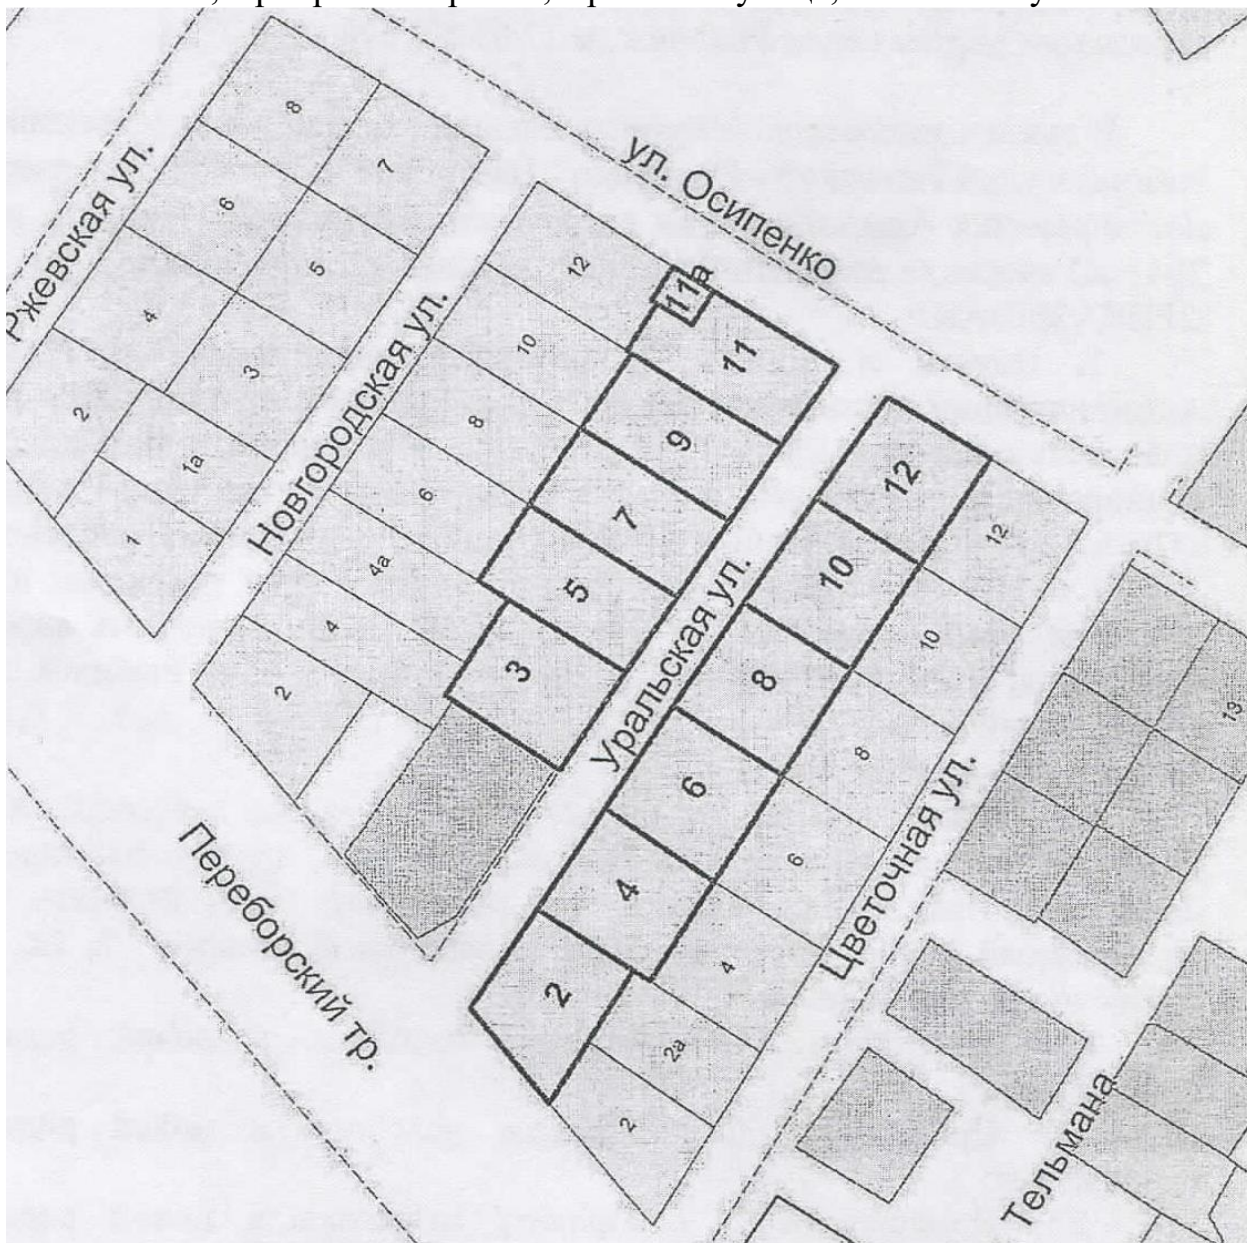 8
7
6
5
4
3
2
1а
1
Ржевская ул.
ул. Осипенко
Новгородская ул.
12
10
8
6
4а
4
2
11а
11
9
7
5
3
Уральская ул.
12
10
8
6
4
2
12
10
8
6
4
2а
2
Цветочная ул.
13
Переборский тр.
Тельмана